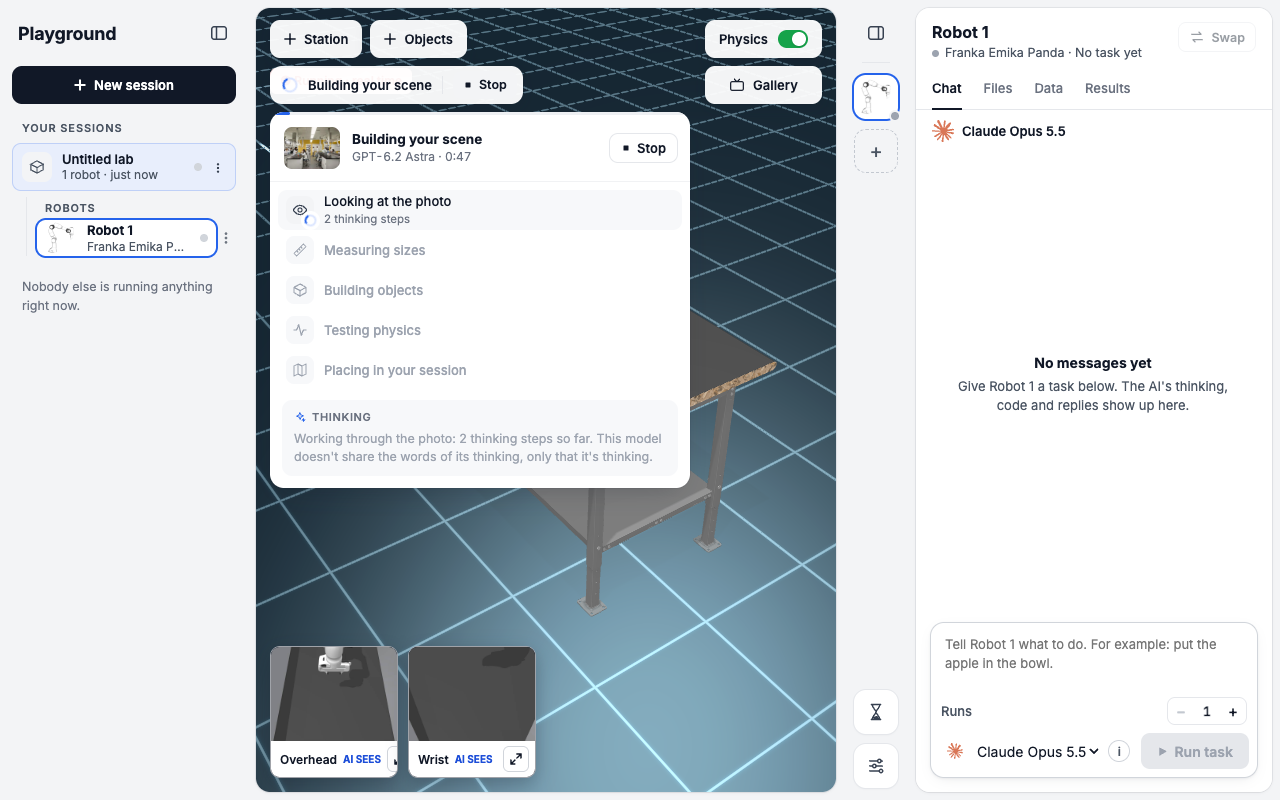 Playground
New session
YOUR SESSIONS
Untitled lab
1 robot · just now
ROBOTS
Robot 1
Franka Emika P...
Nobody else is running anything
right now.
Station
Objects
Physics
Building your scene
Stop
Gallery
Building your scene
GPT-6.2 Astra · 0:47
Stop
Looking at the photo
2 thinking steps
Measuring sizes
Building objects
Testing physics
Placing in your session
THINKING
Working through the photo: 2 thinking steps so far. This model
doesn't share the words of its thinking, only that it's thinking.
Overhead AI SEES
Wrist AI SEES
Robot 1
Franka Emika Panda · No task yet
Swap
Chat Files Data Results
Claude Opus 5.5
No messages yet
Give Robot 1 a task below. The AI's thinking,
code and replies show up here.
Tell Robot 1 what to do. For example: put the
apple in the bowl.
Runs
1
Claude Opus 5.5
Run task